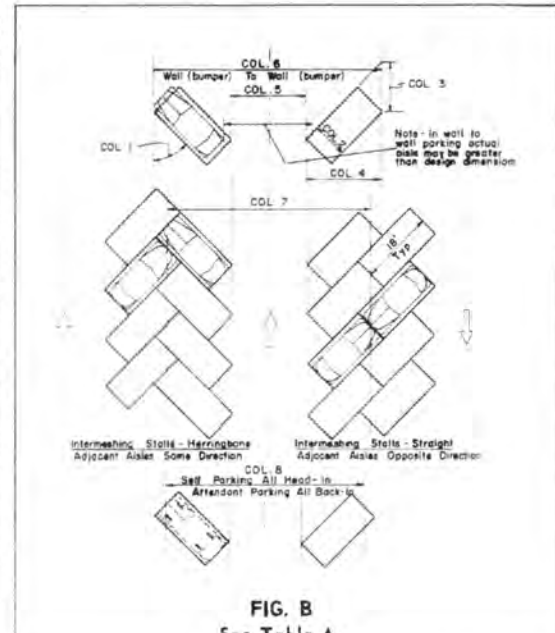 COL. 6
Wall (bumper) To Wall (bumper)
COL. 5
COL 3
COL 1
COL 2
Note - In wall to
wall parking actual
aisle may be greater
than design dimension
COL. 4
COL 7
18'
Typ
Intermeshing Stalls - Herringbone
Adjacent Aisles Same Direction
Intermeshing Stalls - Straight
Adjacent Aisles Opposite Direction
COL. 8
Self Parking All Head-In
Attendant Parking All Back-In
FIG. B
See Table A